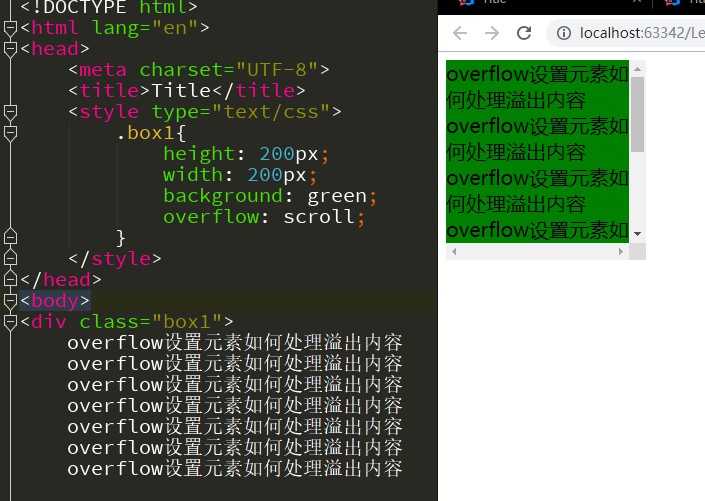 <!DOCTYPE html>
<html lang="en">
<head>
<meta charset="UTF-8">
<title>Title</title>
<style type="text/css">
.box1{
height: 200px;
width: 200px;
background: green;
overflow: scroll;
}
</style>
</head>
<body>
<div class="box1">
overflow设置元素如何处理溢出内容
overflow设置元素如何处理溢出内容
overflow设置元素如何处理溢出内容
overflow设置元素如何处理溢出内容
overflow设置元素如何处理溢出内容
overflow设置元素如何处理溢出内容
overflow设置元素如何处理溢出内容
Title
localhost:63342/Le
overflow设置元素如
何处理溢出内容
overflow设置元素如
何处理溢出内容
overflow设置元素如
何处理溢出内容
overflow设置元素如